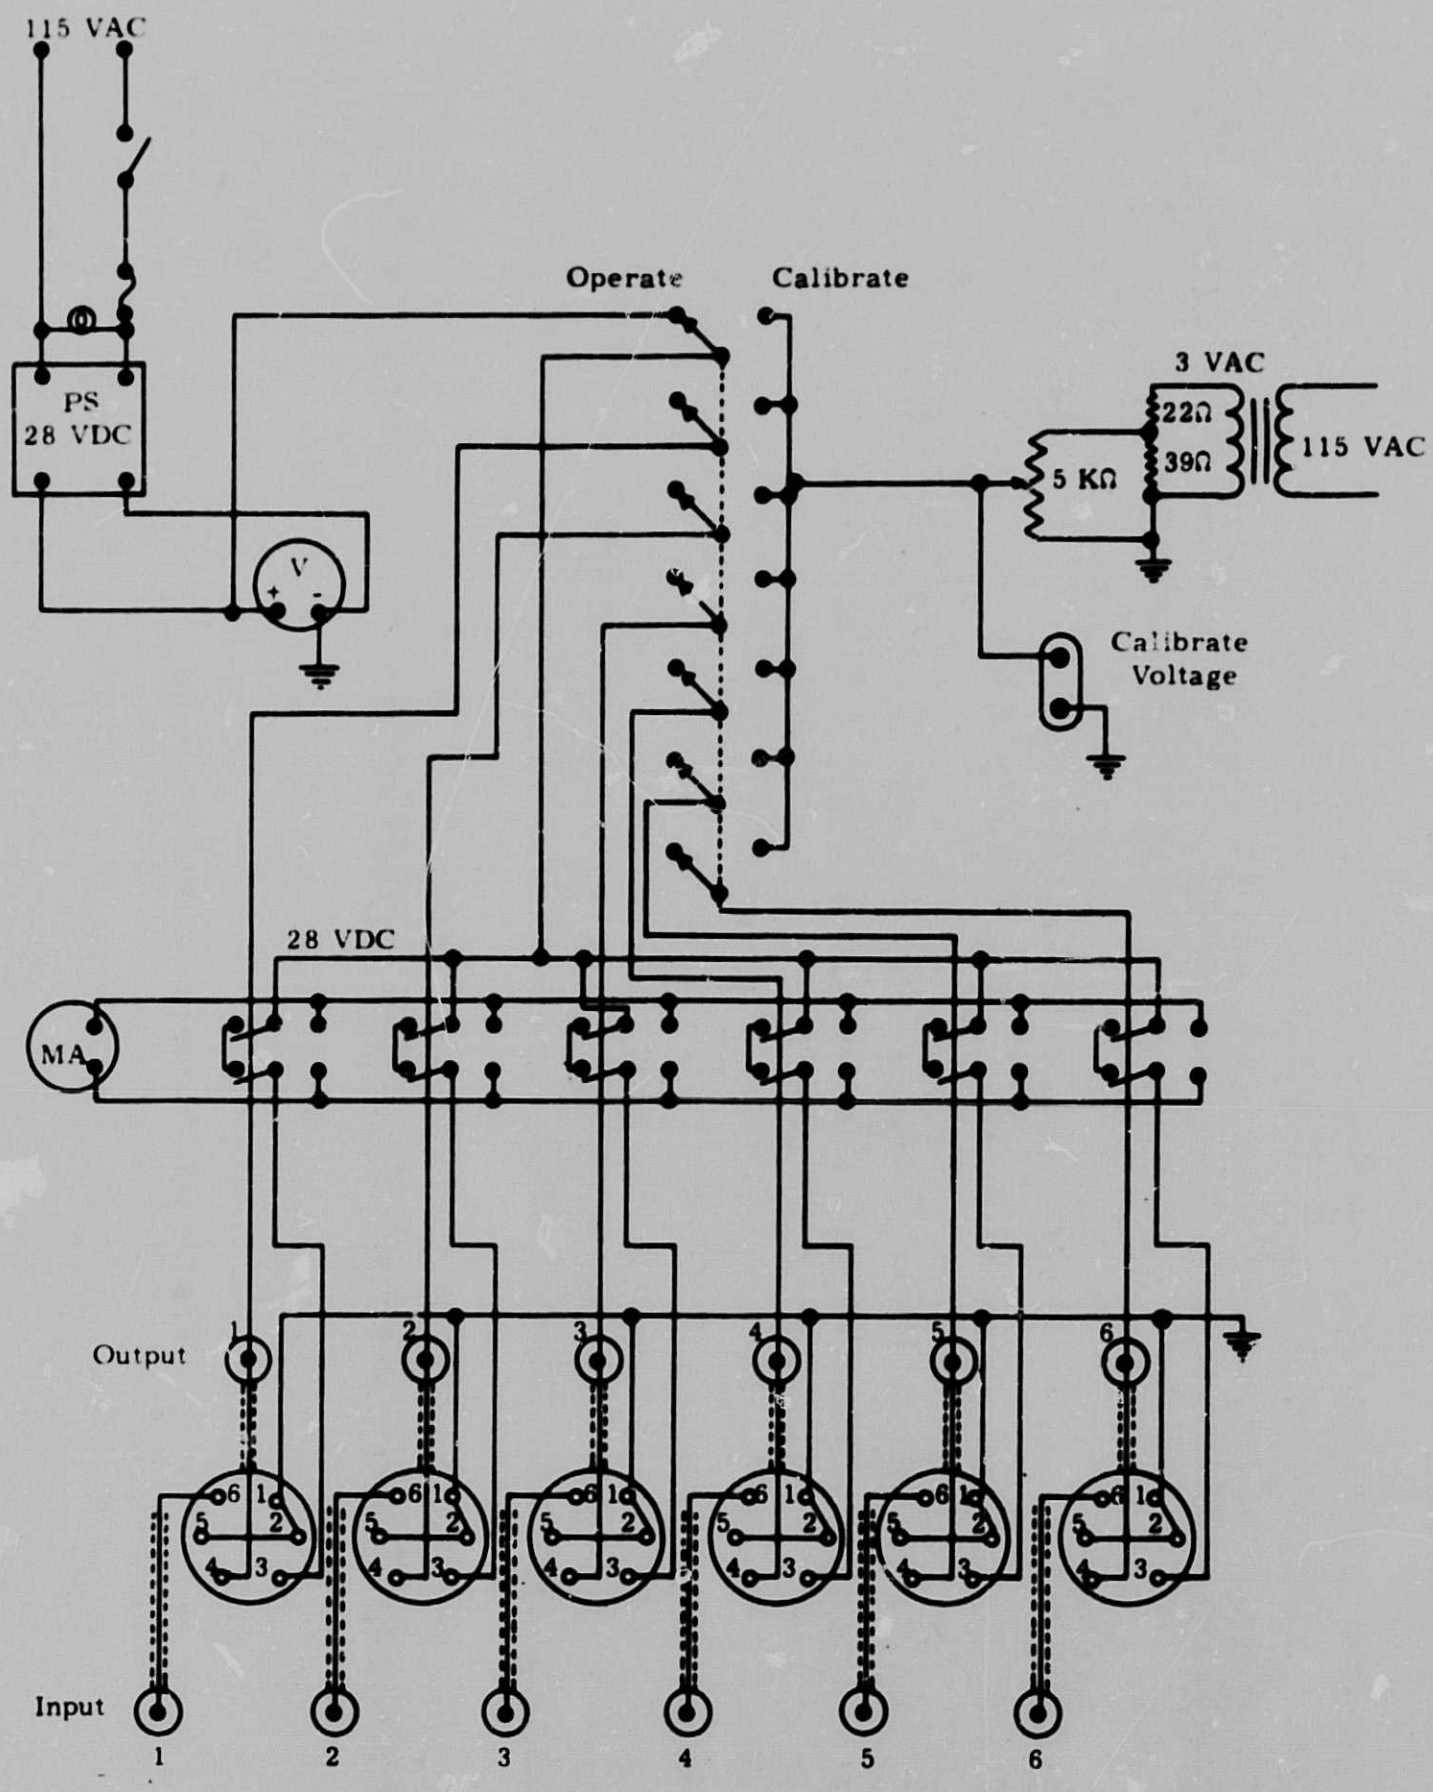 115 VAC
Operate Calibrate
3 VAC
PS
28 VDC
22Ω
39Ω
5 KΩ
115 VAC
V
+ -
Calibrate
Voltage
28 VDC
MA
Output 1 2 3 4 5 6
6 1 6 1 6 1 6 1 6 1 6 1
5 2 5 2 5 2 5 2 5 2 5 2
4 3 4 3 4 3 4 3 4 3 4 3
Input
1 2 3 4 5 6